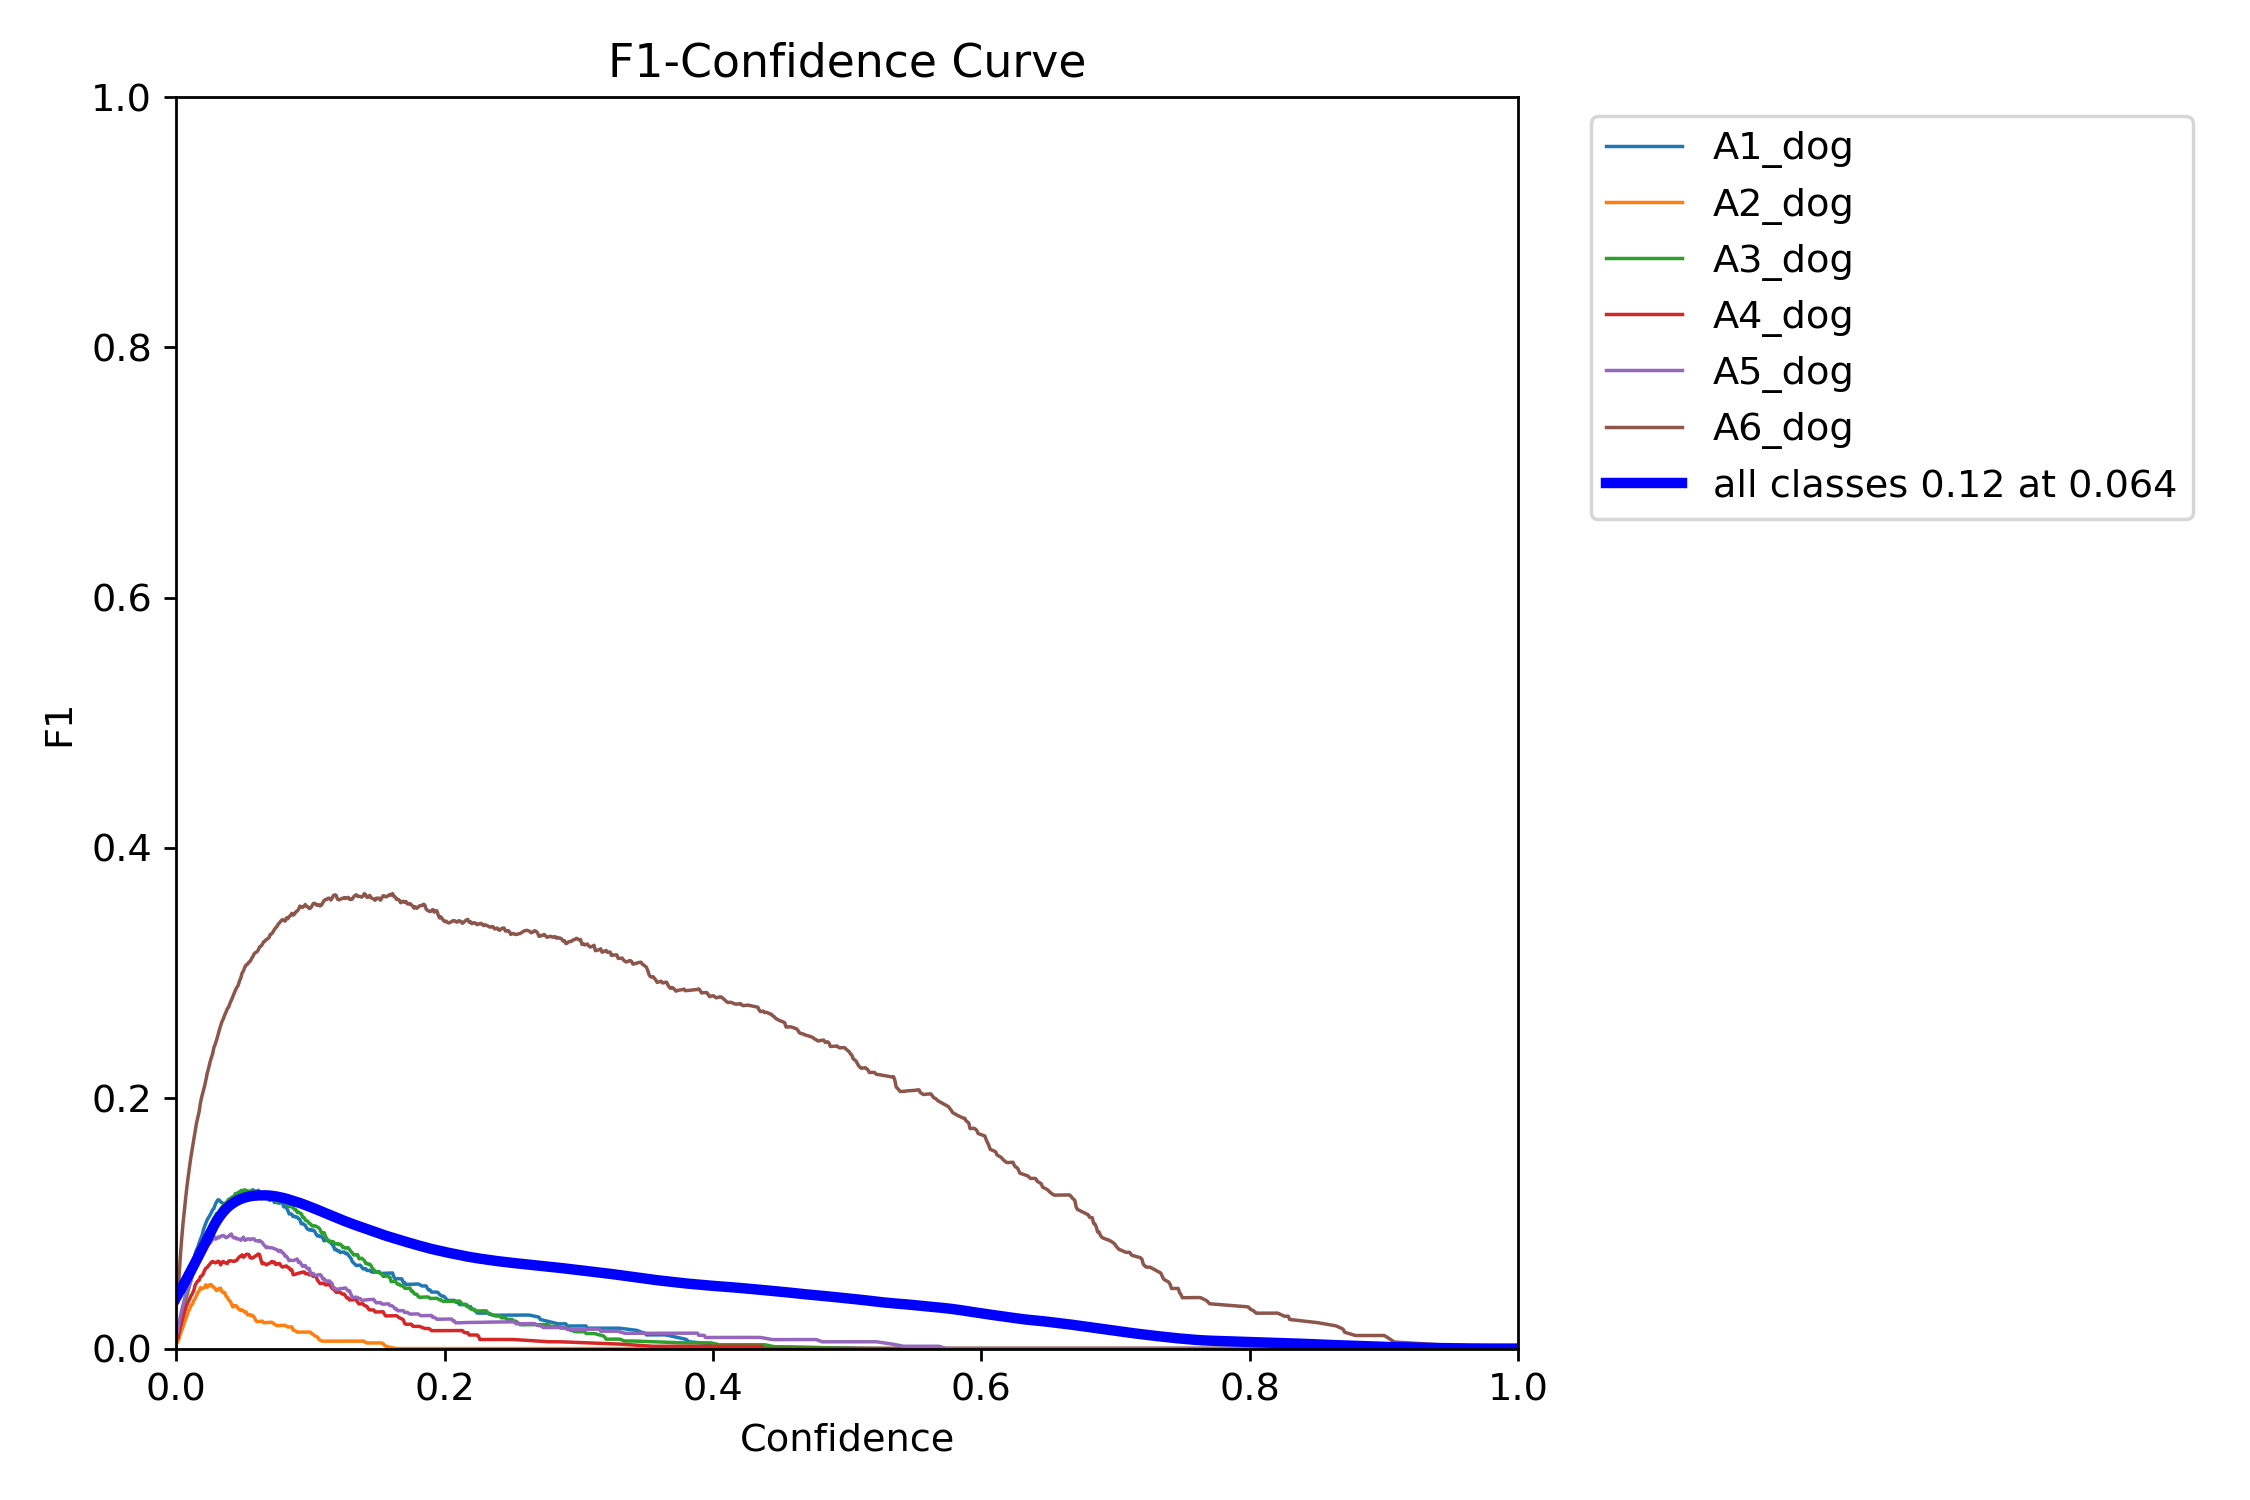 F1-Confidence Curve
1.0
0.8
0.6
0.4
0.2
0.0
F1
0.0 0.2 0.4 0.6 0.8 1.0
Confidence
A1_dog
A2_dog
A3_dog
A4_dog
A5_dog
A6_dog
all classes 0.12 at 0.064